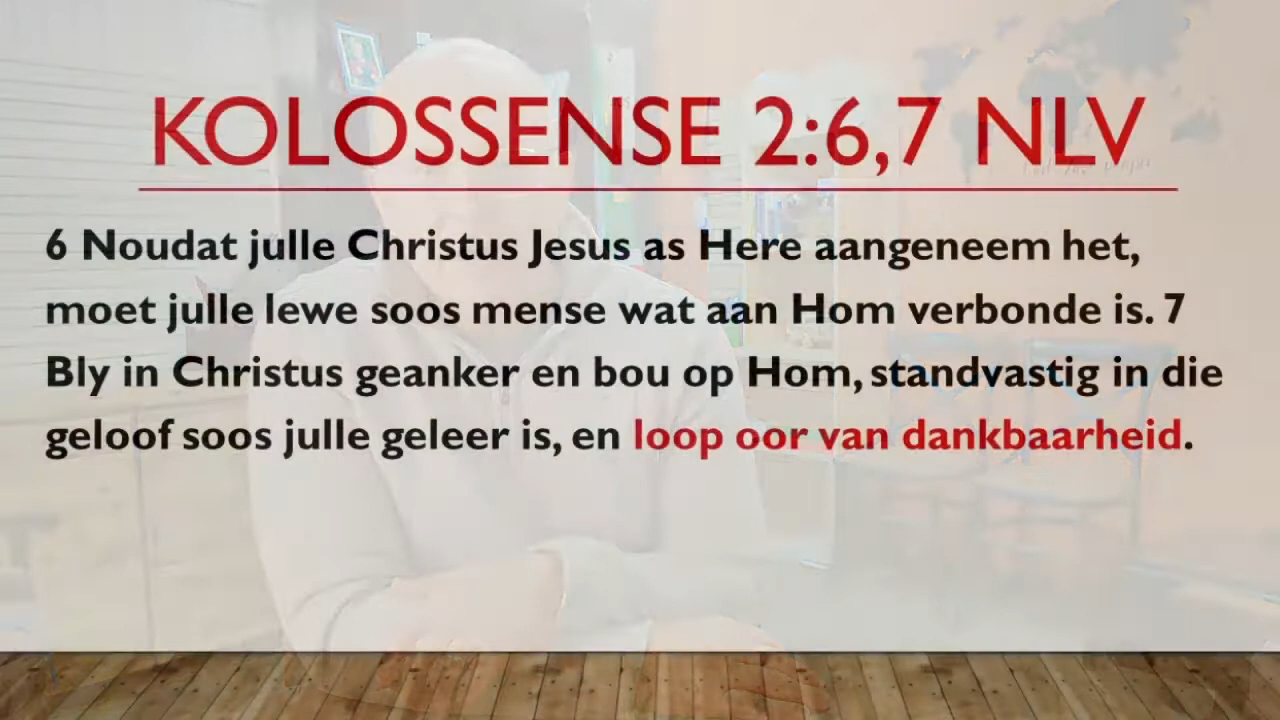 KOLOSSENSE 2:6,7 NLV
6 Noudat julle Christus Jesus as Here aangeneem het,
moet julle lewe soos mense wat aan Hom verbonde is. 7
Bly in Christus geanker en bou op Hom, standvastig in die
geloof soos julle geleer is, en loop oor van dankbaarheid.